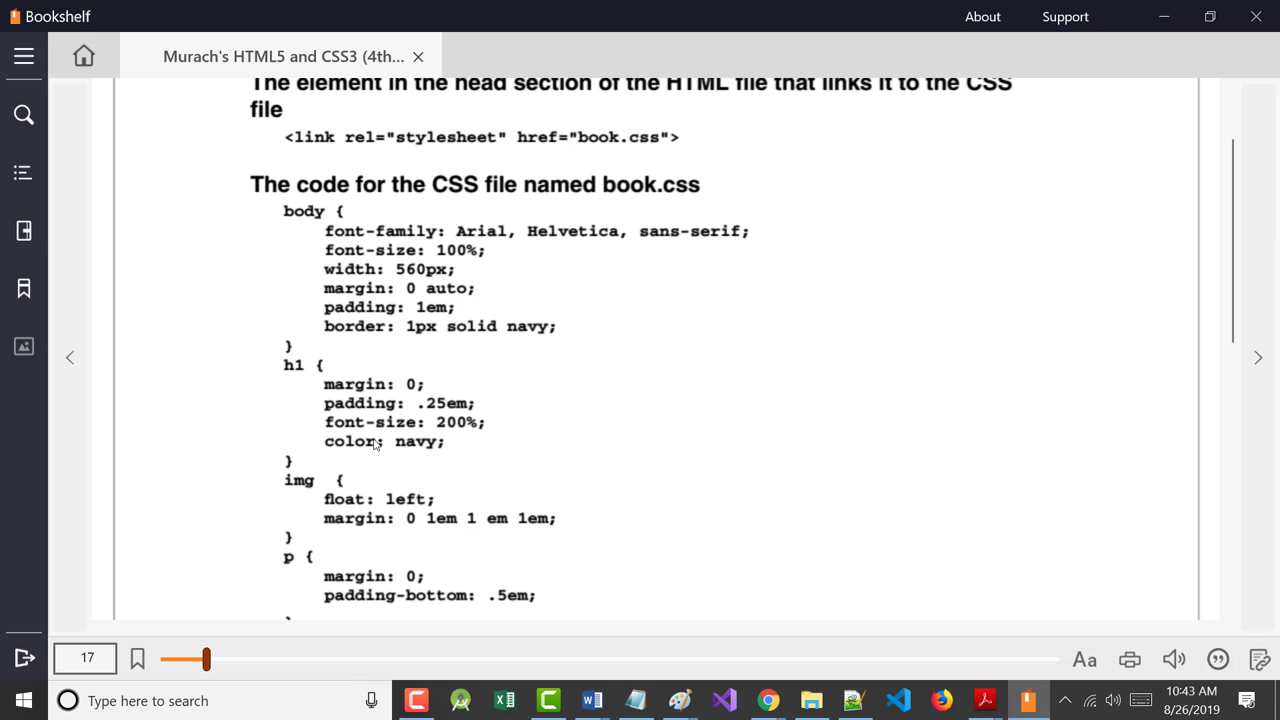 Bookshelf
About
Support
Murach's HTML5 and CSS3 (4th...
The element in the head section of the HTML file that links it to the CSS
file
<link rel="stylesheet" href="book.css">
The code for the CSS file named book.css
body {
font-family: Arial, Helvetica, sans-serif;
font-size: 100%;
width: 560px;
margin: 0 auto;
padding: 1em;
border: 1px solid navy;
}
h1 {
margin: 0;
padding: .25em;
font-size: 200%;
color: navy;
}
img {
float: left;
margin: 0 1em 1 em 1em;
}
p {
margin: 0;
padding-bottom: .5em;
}
17
Aa
Type here to search
10:43 AM
8/26/2019